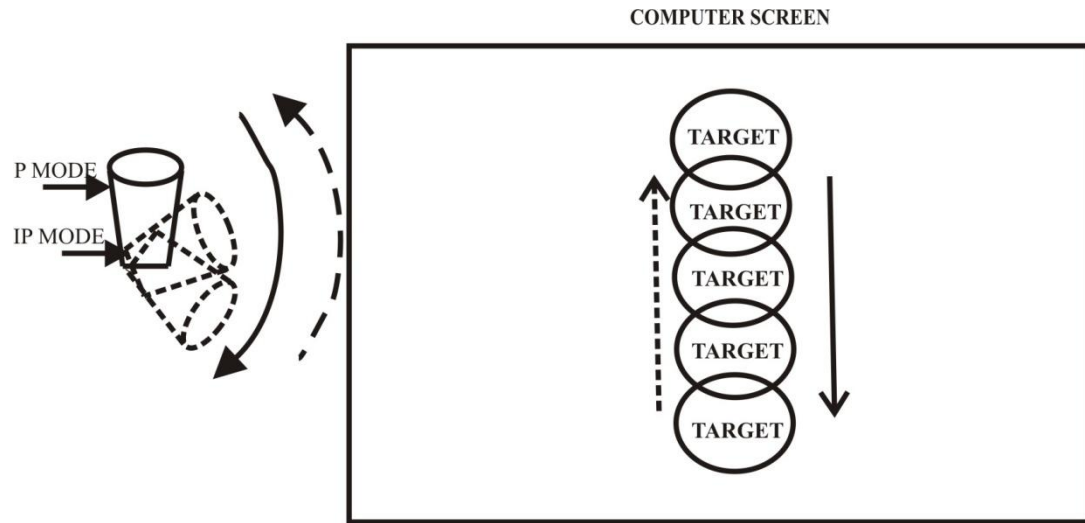 COMPUTER SCREEN
P MODE
IP MODE
TARGET
TARGET
TARGET
TARGET
TARGET